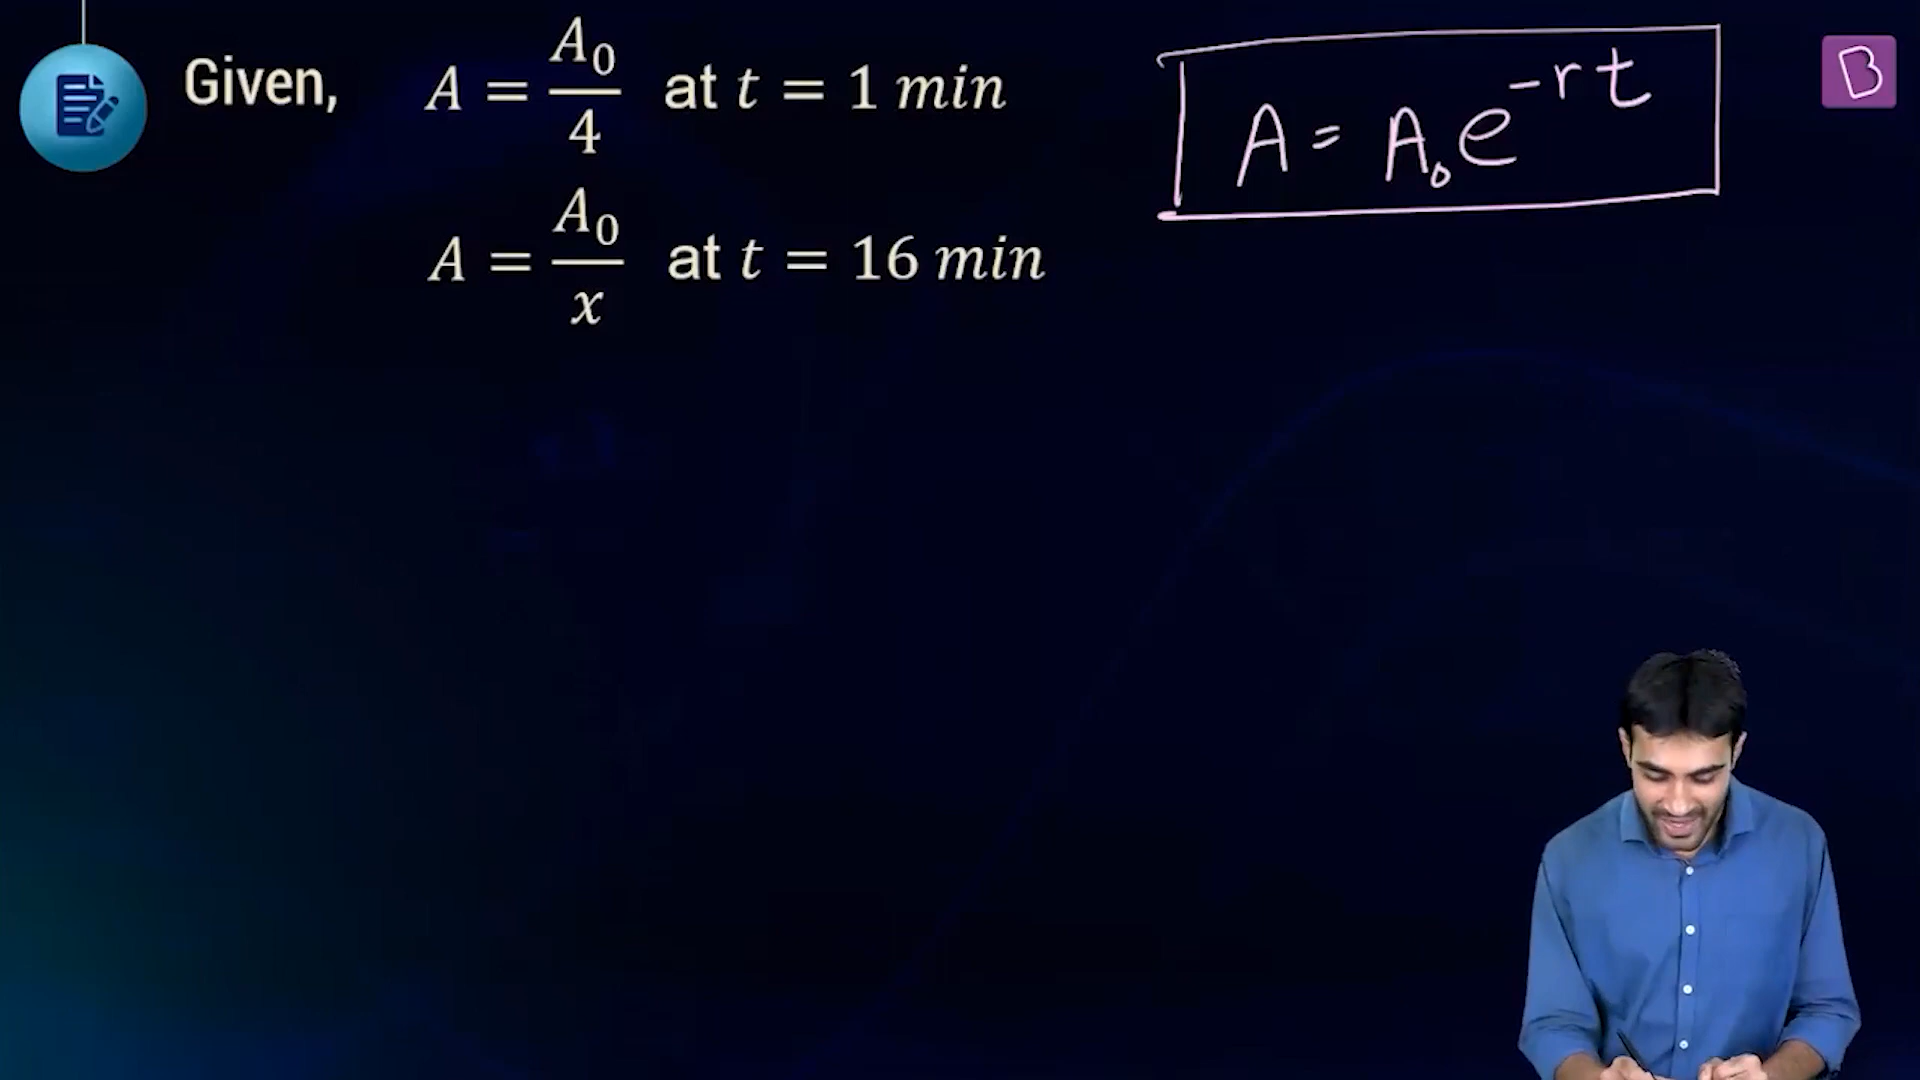 Given, A = A₀/4 at t = 1 min
A = A₀/x at t = 16 min
A = A₀e^{-rt}
B